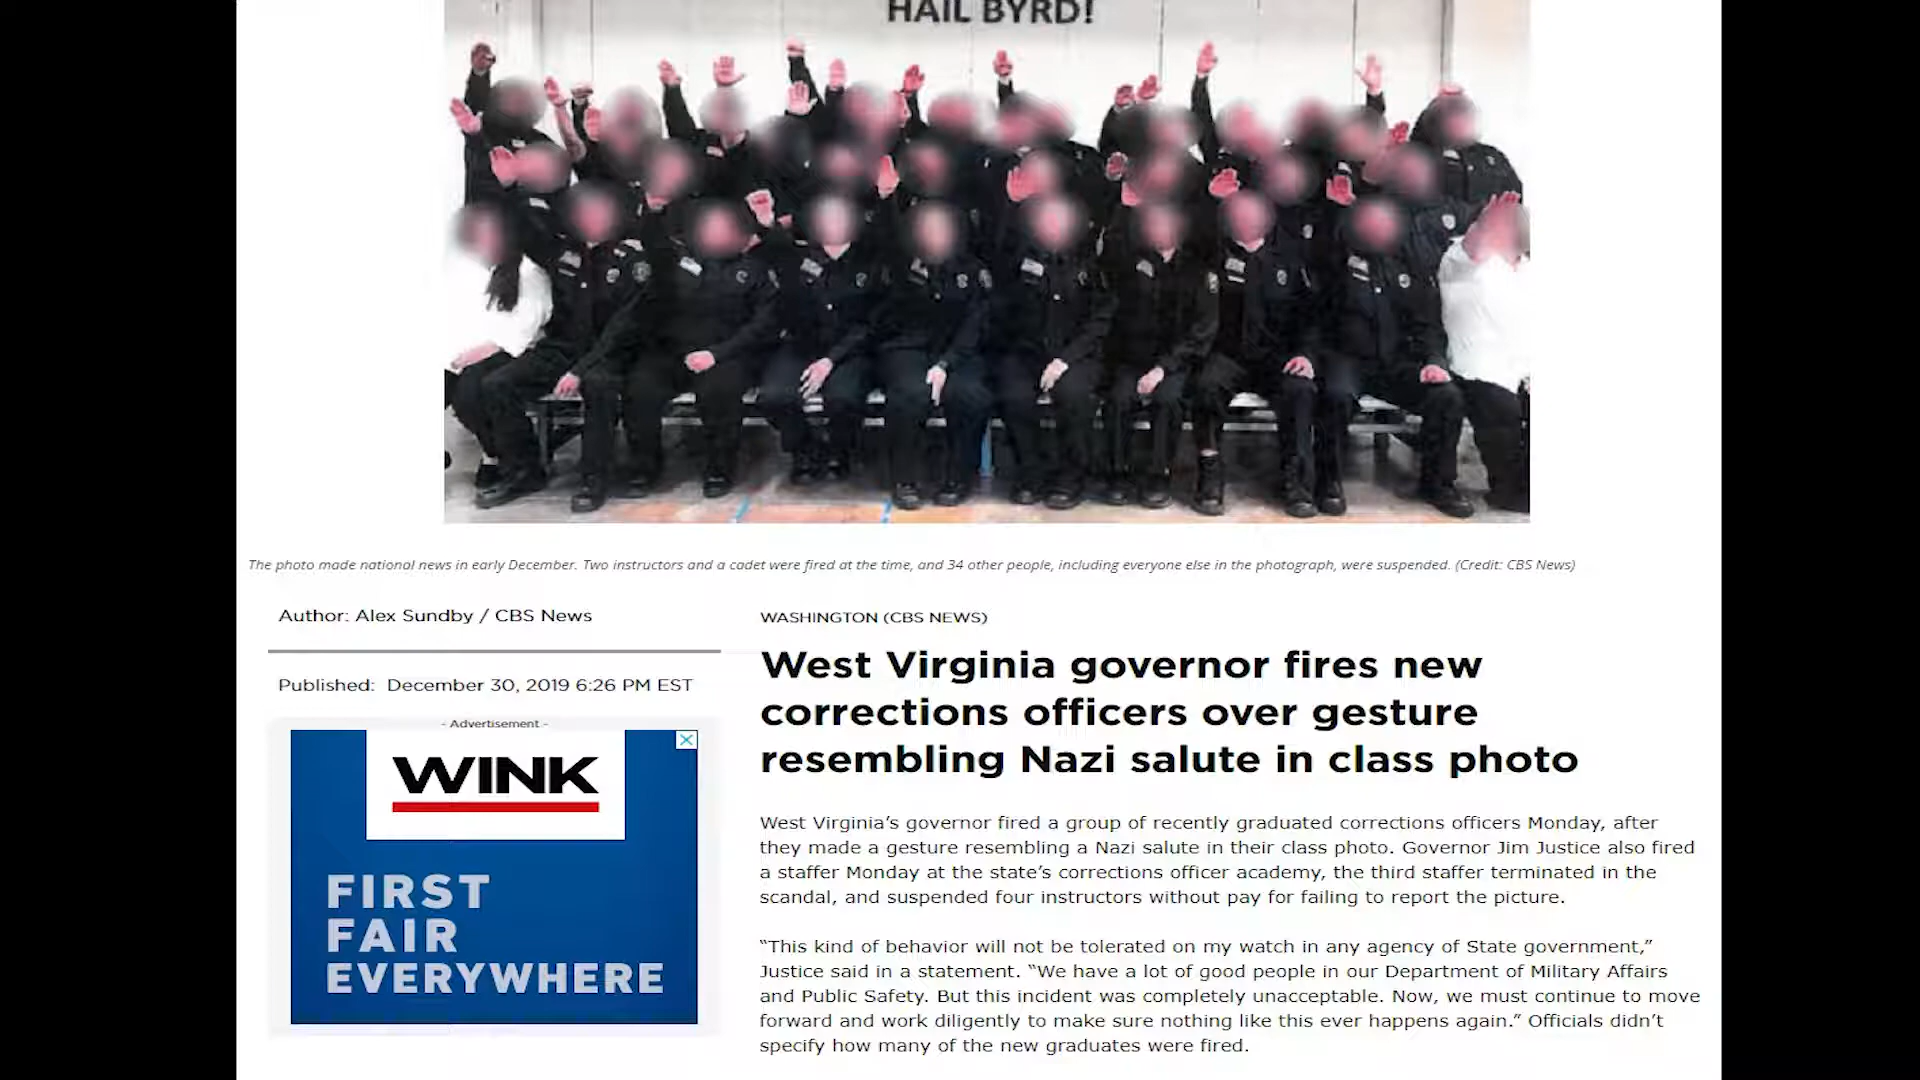 HAIL BYRD!
The photo made national news in early December. Two instructors and a cadet were fired at the time, and 34 other people, including everyone else in the photograph, were suspended. (Credit: CBS News)
Author: Alex Sundby / CBS News
Published: December 30, 2019 6:26 PM EST
- Advertisement -
WINK
FIRST
FAIR
EVERYWHERE
WASHINGTON (CBS NEWS)
West Virginia governor fires new
corrections officers over gesture
resembling Nazi salute in class photo
West Virginia’s governor fired a group of recently graduated corrections officers Monday, after
they made a gesture resembling a Nazi salute in their class photo. Governor Jim Justice also fired
a staffer Monday at the state’s corrections officer academy, the third staffer terminated in the
scandal, and suspended four instructors without pay for failing to report the picture.
“This kind of behavior will not be tolerated on my watch in any agency of State government,”
Justice said in a statement. “We have a lot of good people in our Department of Military Affairs
and Public Safety. But this incident was completely unacceptable. Now, we must continue to move
forward and work diligently to make sure nothing like this ever happens again.” Officials didn’t
specify how many of the new graduates were fired.